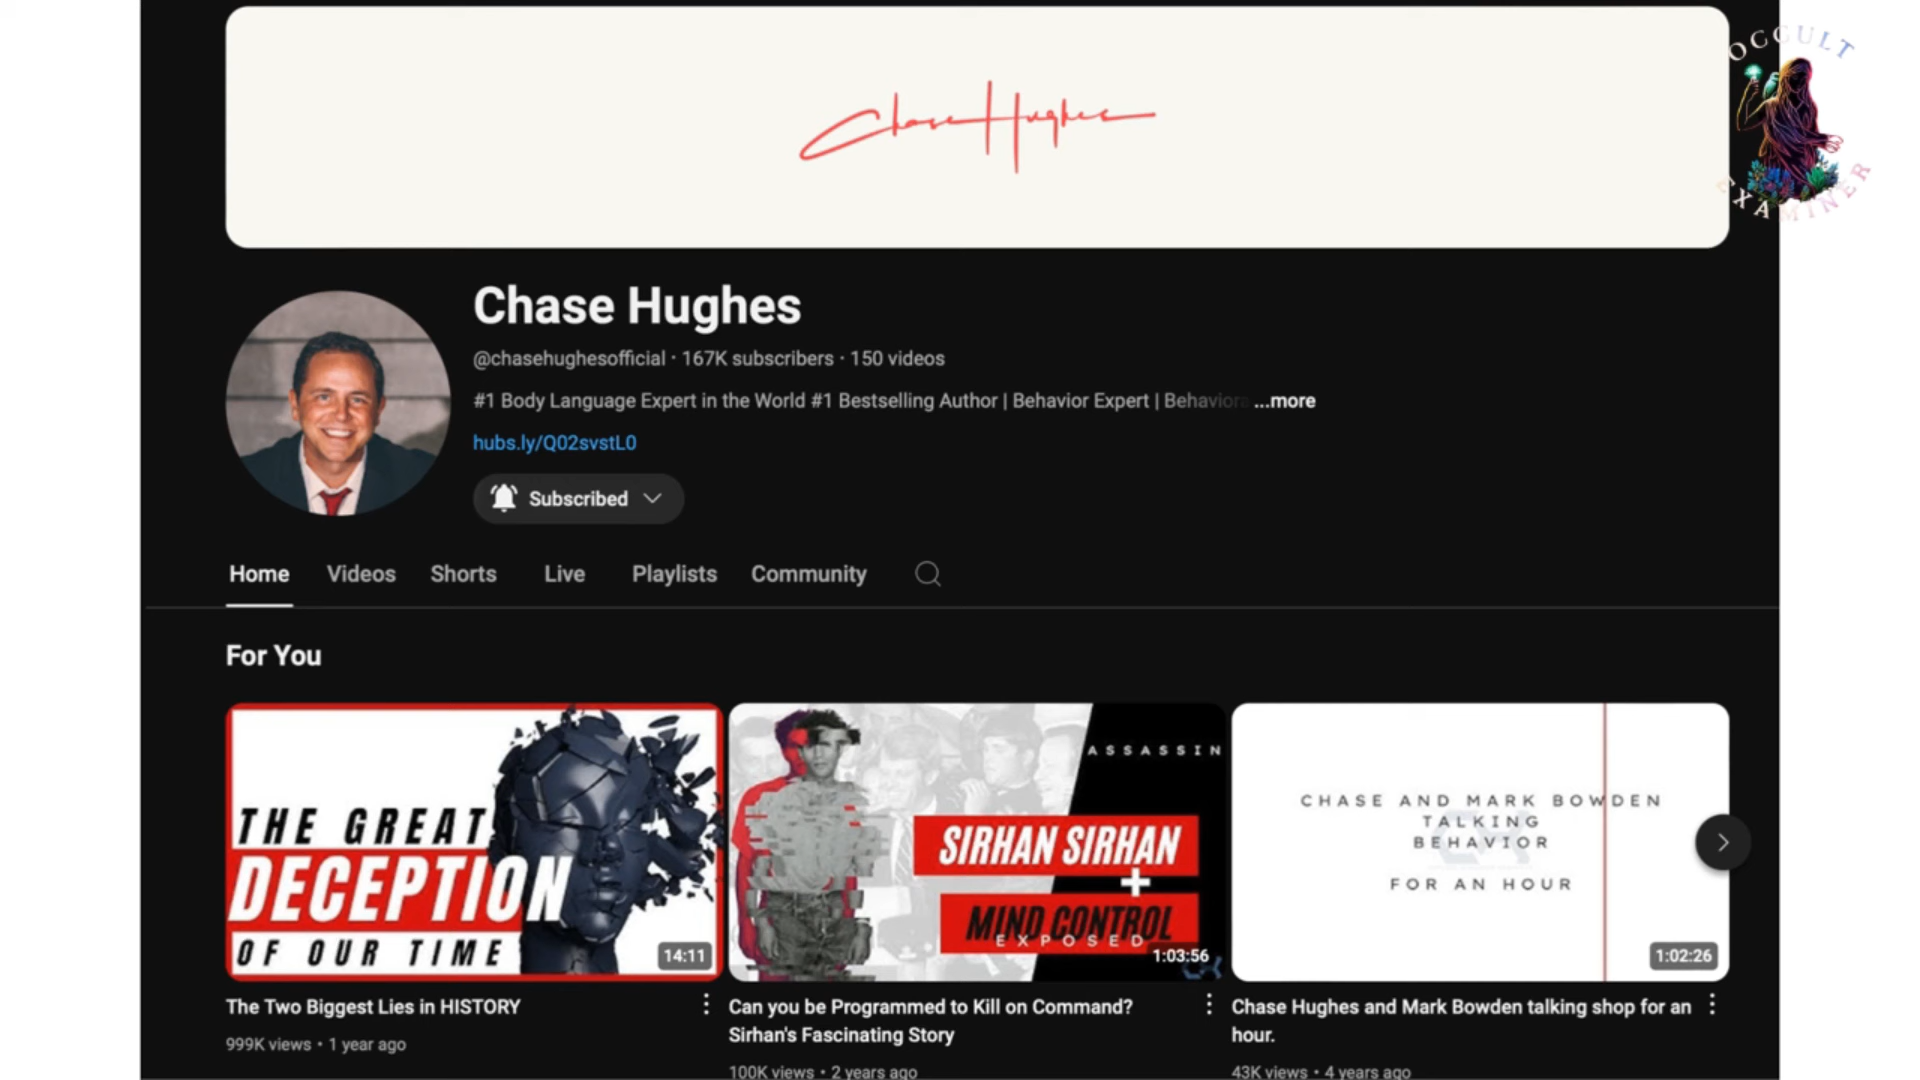 Chase Hughes
OCCULT
EXAMINER
Chase Hughes
@chasehughesofficial · 167K subscribers · 150 videos
#1 Body Language Expert in the World #1 Bestselling Author | Behavior Expert | Behaviora ...more
hubs.ly/Q02svstL0
Subscribed
Home Videos Shorts Live Playlists Community
For You
THE GREAT
DECEPTION
OF OUR TIME
14:11
ASSASSIN
SIRHAN SIRHAN
+
MIND CONTROL
EXPOSED
1:03:56
CHASE AND MARK BOWDEN
TALKING
BEHAVIOR
FOR AN HOUR
1:02:26
The Two Biggest Lies in HISTORY
999K views · 1 year ago
Can you be Programmed to Kill on Command?
Sirhan's Fascinating Story
100K views · 2 years ago
Chase Hughes and Mark Bowden talking shop for an
hour.
43K views · 4 years ago